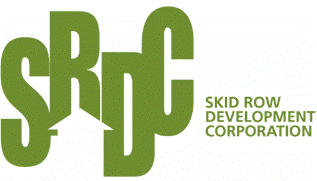 SRDC
SKID ROW
DEVELOPMENT
CORPORATION